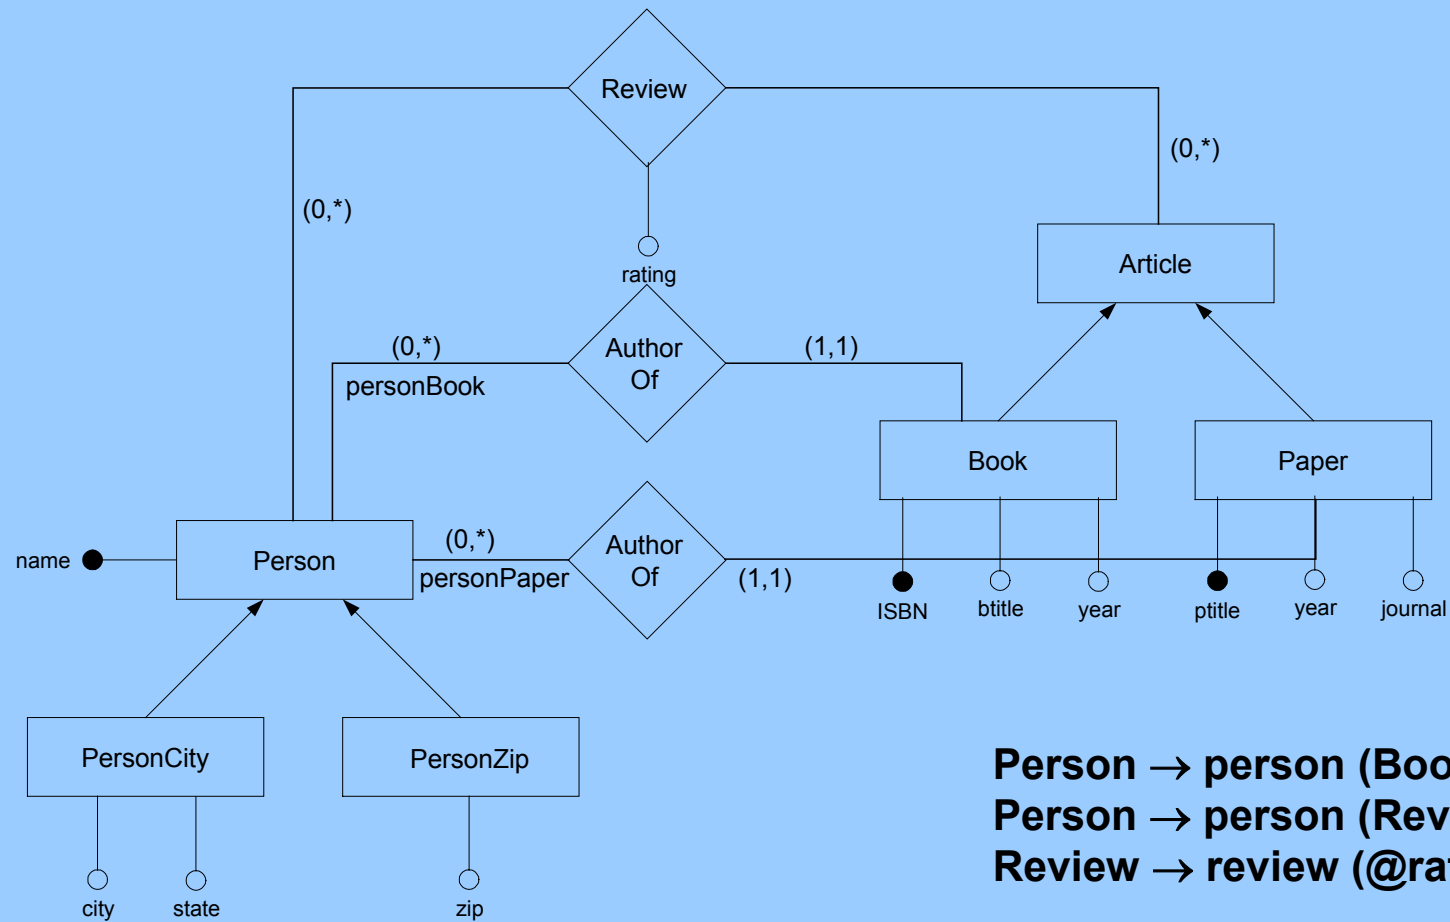 Review
(0,*)
(0,*)
rating
Article
(0,*)
personBook
Author
Of
(1,1)
Book
Paper
name
Person
(0,*)
personPaper
Author
Of
(1,1)
ISBN
btitle
year
ptitle
year
journal
PersonCity
PersonZip
city
state
zip
Person → person (Boo
Person → person (Rev
Review → review (@ra